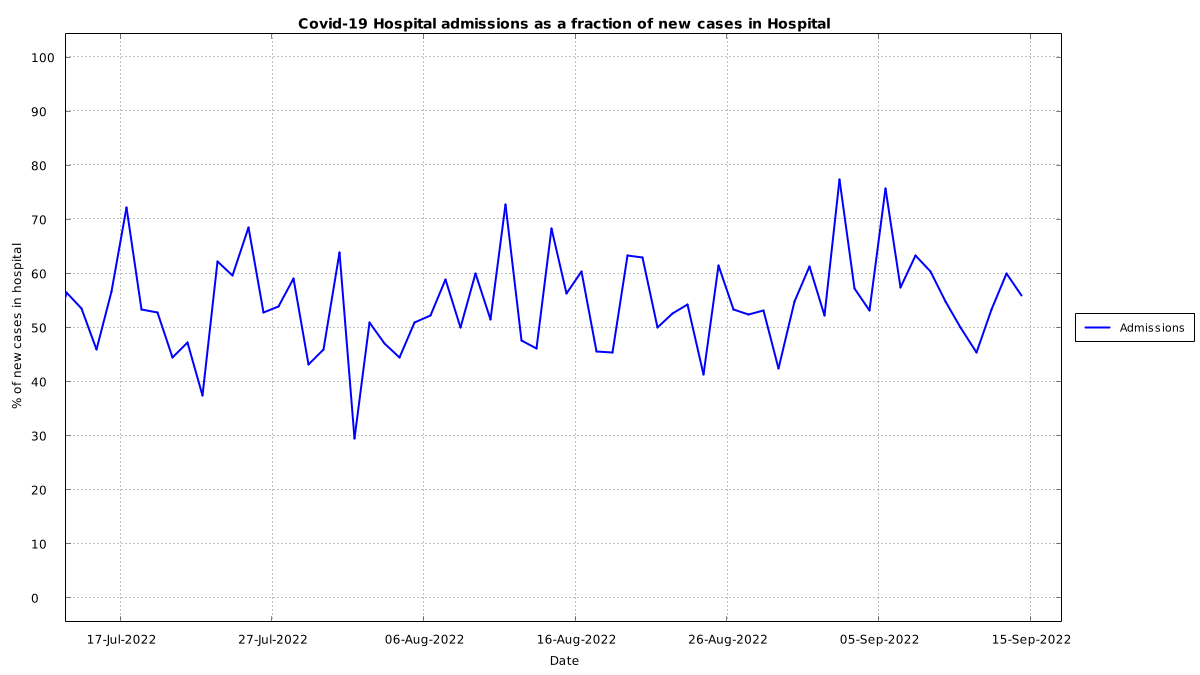 Covid-19 Hospital admissions as a fraction of new cases in Hospital
100
90
80
70
60
50
40
30
20
10
0
% of new cases in hospital
17-Jul-2022 27-Jul-2022 06-Aug-2022 16-Aug-2022 26-Aug-2022 05-Sep-2022 15-Sep-2022
Date
Admissions